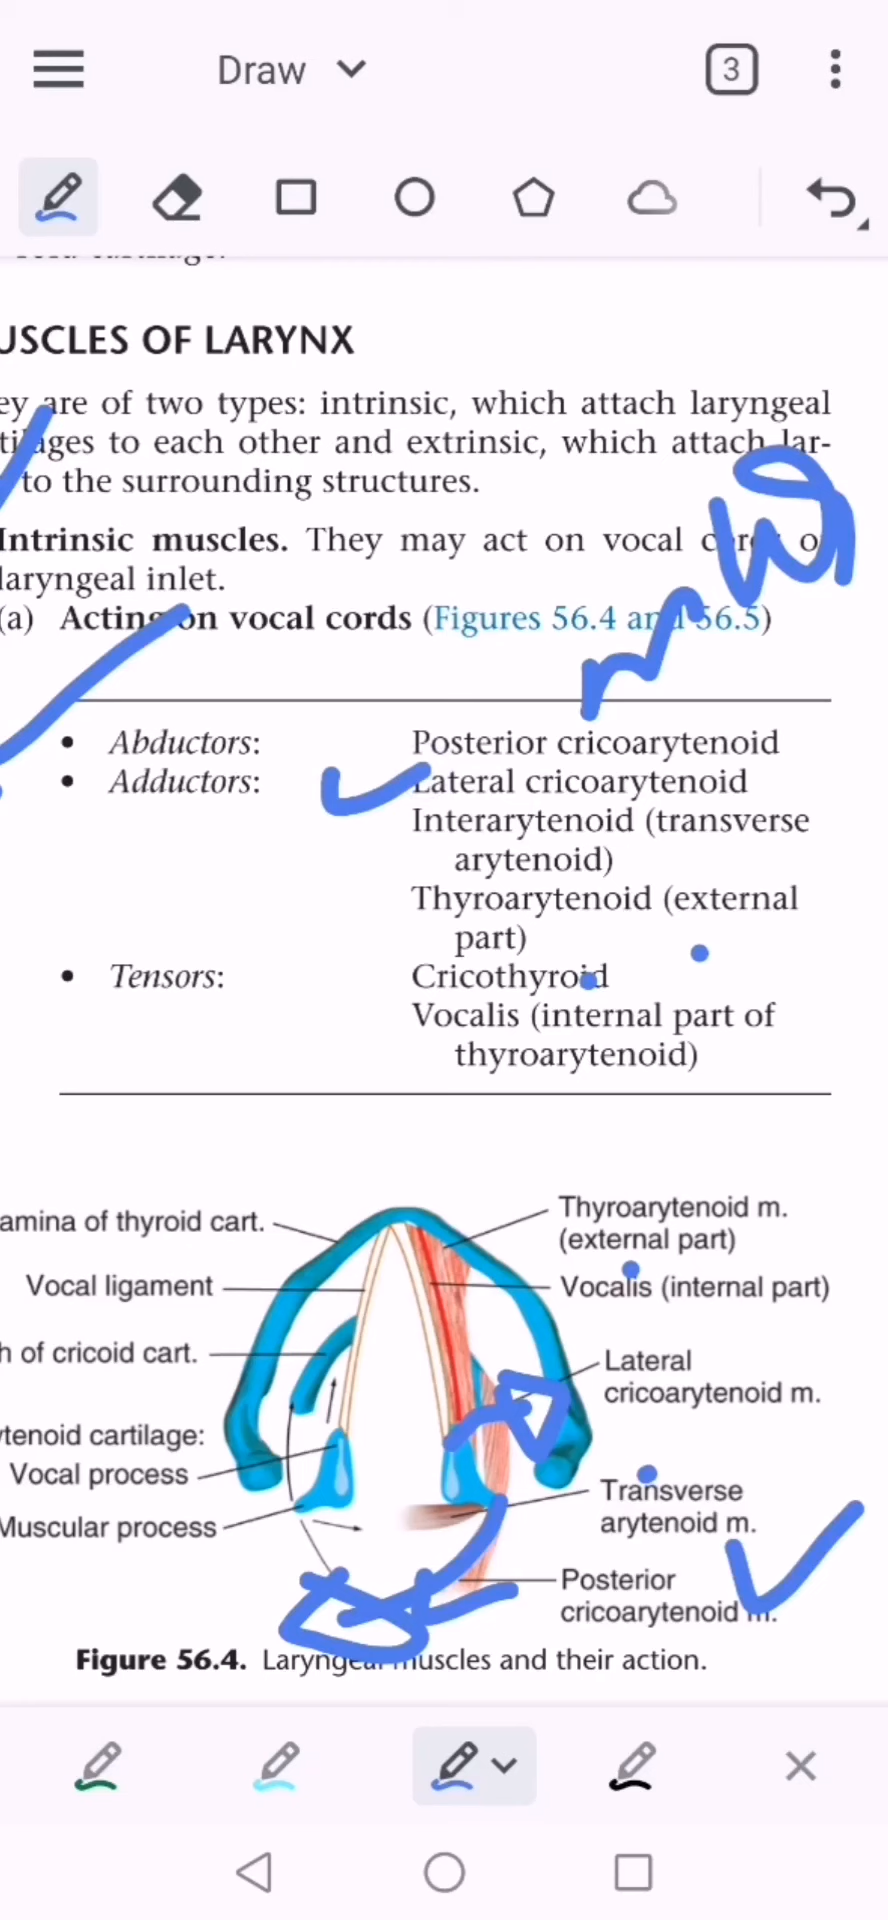 Draw
3
USCLES OF LARYNX
ey are of two types: intrinsic, which attach laryngeal
tilages to each other and extrinsic, which attach lar-
to the surrounding structures.
Intrinsic muscles. They may act on vocal cords or
laryngeal inlet.
(a) Acting on vocal cords (Figures 56.4 and 56.5)
• Abductors: Posterior cricoarytenoid
• Adductors: Lateral cricoarytenoid
Interarytenoid (transverse
arytenoid)
Thyroarytenoid (external
part)
• Tensors: Cricothyroid
Vocalis (internal part of
thyroarytenoid)
amina of thyroid cart.
Thyroarytenoid m.
(external part)
Vocal ligament
Vocalis (internal part)
h of cricoid cart.
Lateral
cricoarytenoid m.
ytenoid cartilage:
Vocal process
Muscular process
Transverse
arytenoid m.
Posterior
cricoarytenoid m.
Figure 56.4. Laryngeal muscles and their action.